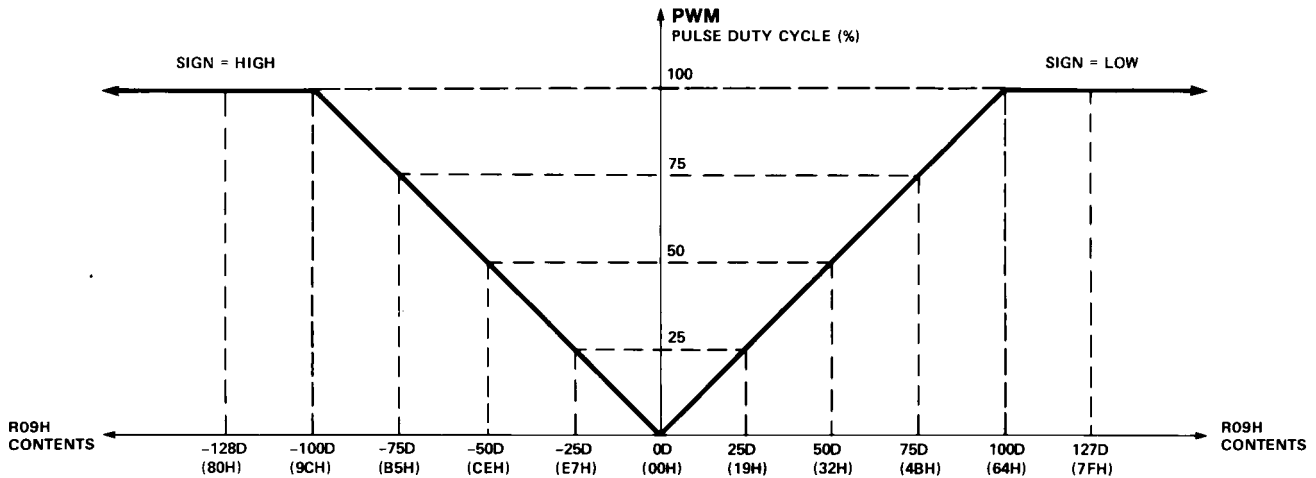 PWM
PULSE DUTY CYCLE (%)
SIGN = HIGH
SIGN = LOW
100
75
50
25
R09H
CONTENTS
-128D
(80H)
-100D
(9CH)
-75D
(B5H)
-50D
(CEH)
-25D
(E7H)
0D
(00H)
25D
(19H)
50D
(32H)
75D
(4BH)
100D
(64H)
127D
(7FH)
R09H
CONTENTS